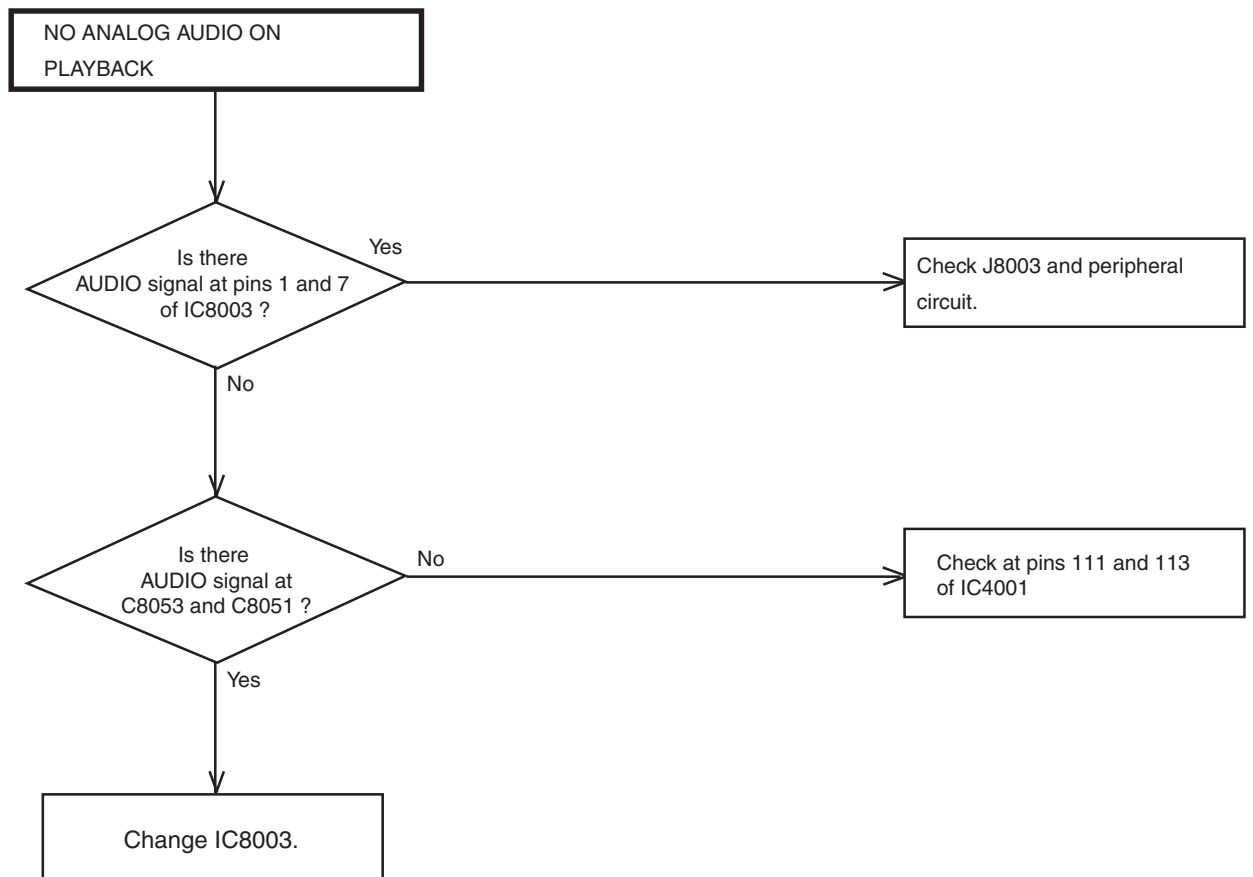 NO ANALOG AUDIO ON
PLAYBACK
Is there
AUDIO signal at pins 1 and 7
of IC8003 ?
Yes
Check J8003 and peripheral
circuit.
No
Is there
AUDIO signal at
C8053 and C8051 ?
No
Check at pins 111 and 113
of IC4001
Yes
Change IC8003.